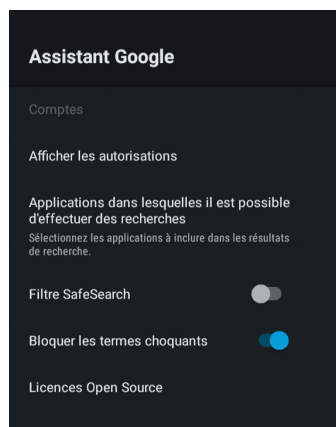 Assistant Google
Comptes
Afficher les autorisations
Applications dans lesquelles il est possible
d'effectuer des recherches
Sélectionnez les applications à inclure dans les résultats
de recherche.
Filtre SafeSearch
Bloquer les termes choquants
Licences Open Source